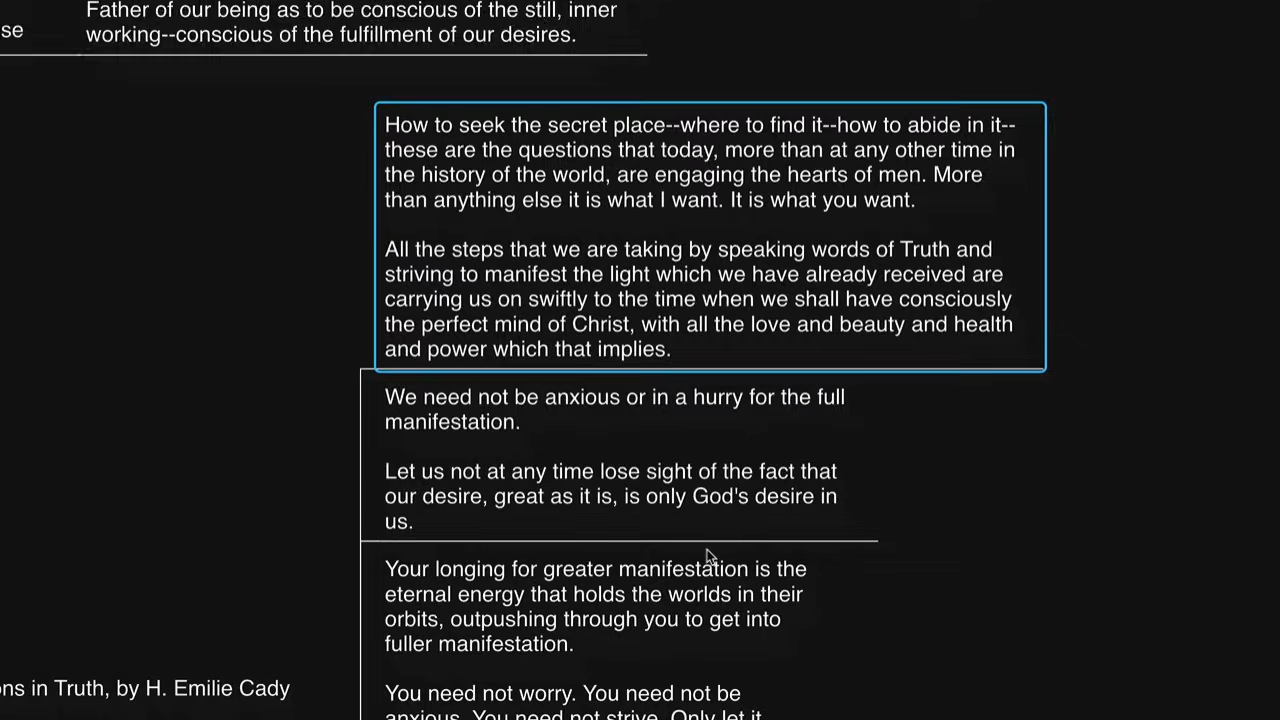 Father of our being as to be conscious of the still, inner
se
working--conscious of the fulfillment of our desires.
How to seek the secret place--where to find it--how to abide in it--
these are the questions that today, more than at any other time in
the history of the world, are engaging the hearts of men. More
than anything else it is what I want. It is what you want.
All the steps that we are taking by speaking words of Truth and
striving to manifest the light which we have already received are
carrying us on swiftly to the time when we shall have consciously
the perfect mind of Christ, with all the love and beauty and health
and power which that implies.
We need not be anxious or in a hurry for the full
manifestation.
Let us not at any time lose sight of the fact that
our desire, great as it is, is only God's desire in
us.
Your longing for greater manifestation is the
eternal energy that holds the worlds in their
orbits, outpushing through you to get into
fuller manifestation.
ons in Truth, by H. Emilie Cady
You need not worry. You need not be
anxious. You need not strive. Only let it